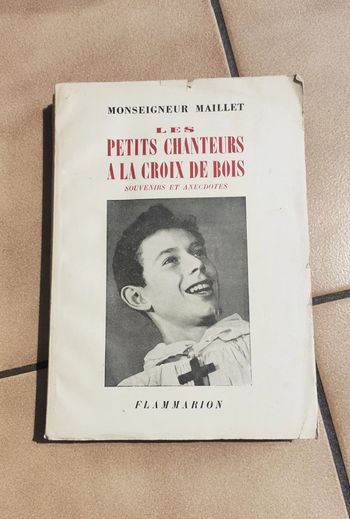 MONSEIGNEUR MAILLET
LES
PETITS CHANTEURS
A LA CROIX DE BOIS
SOUVENIRS ET ANECDOTES
FLAMMARION